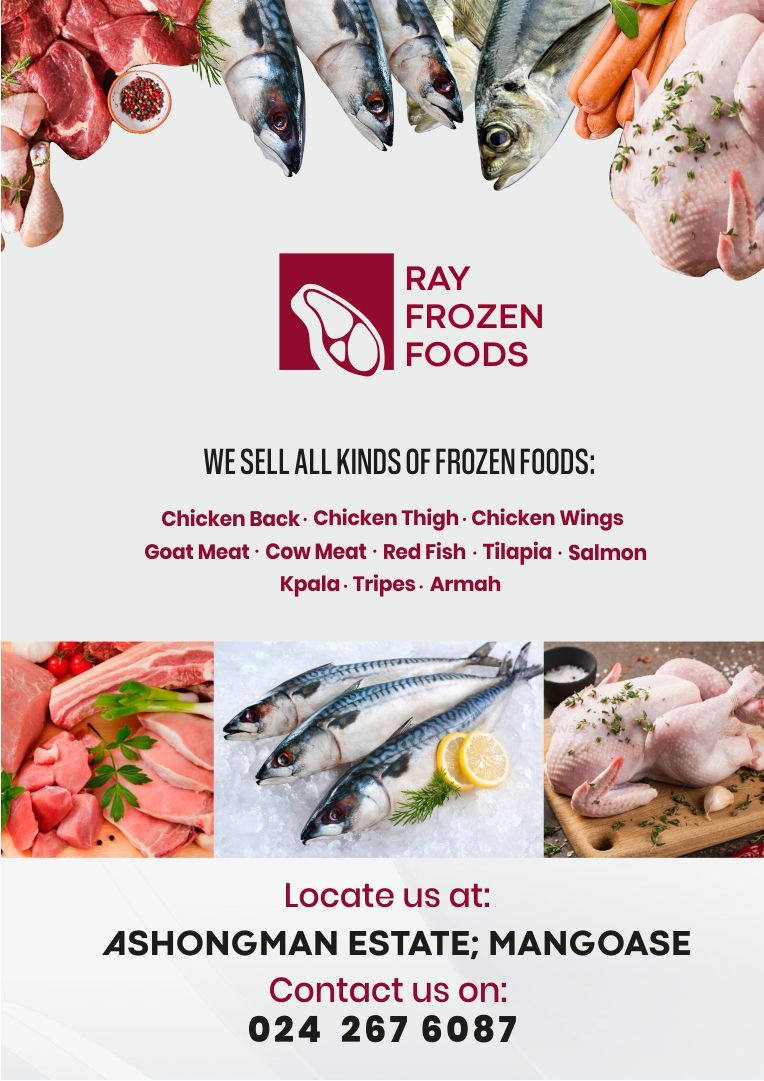 RAY
FROZEN
FOODS
WE SELL ALL KINDS OF FROZEN FOODS:
Chicken Back · Chicken Thigh · Chicken Wings
Goat Meat · Cow Meat · Red Fish · Tilapia · Salmon
Kpala · Tripes · Armah
Locate us at:
ASHONGMAN ESTATE; MANGOASE
Contact us on:
024 267 6087